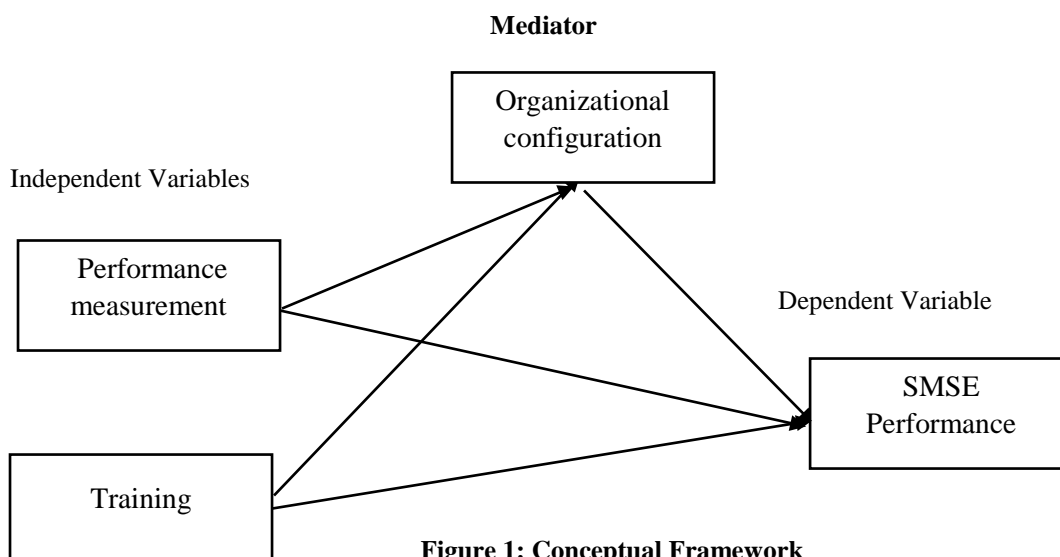 Mediator
Organizational
configuration
Independent Variables
Performance
measurement
Dependent Variable
SMSE
Performance
Training
Figure 1: Conceptual Framework